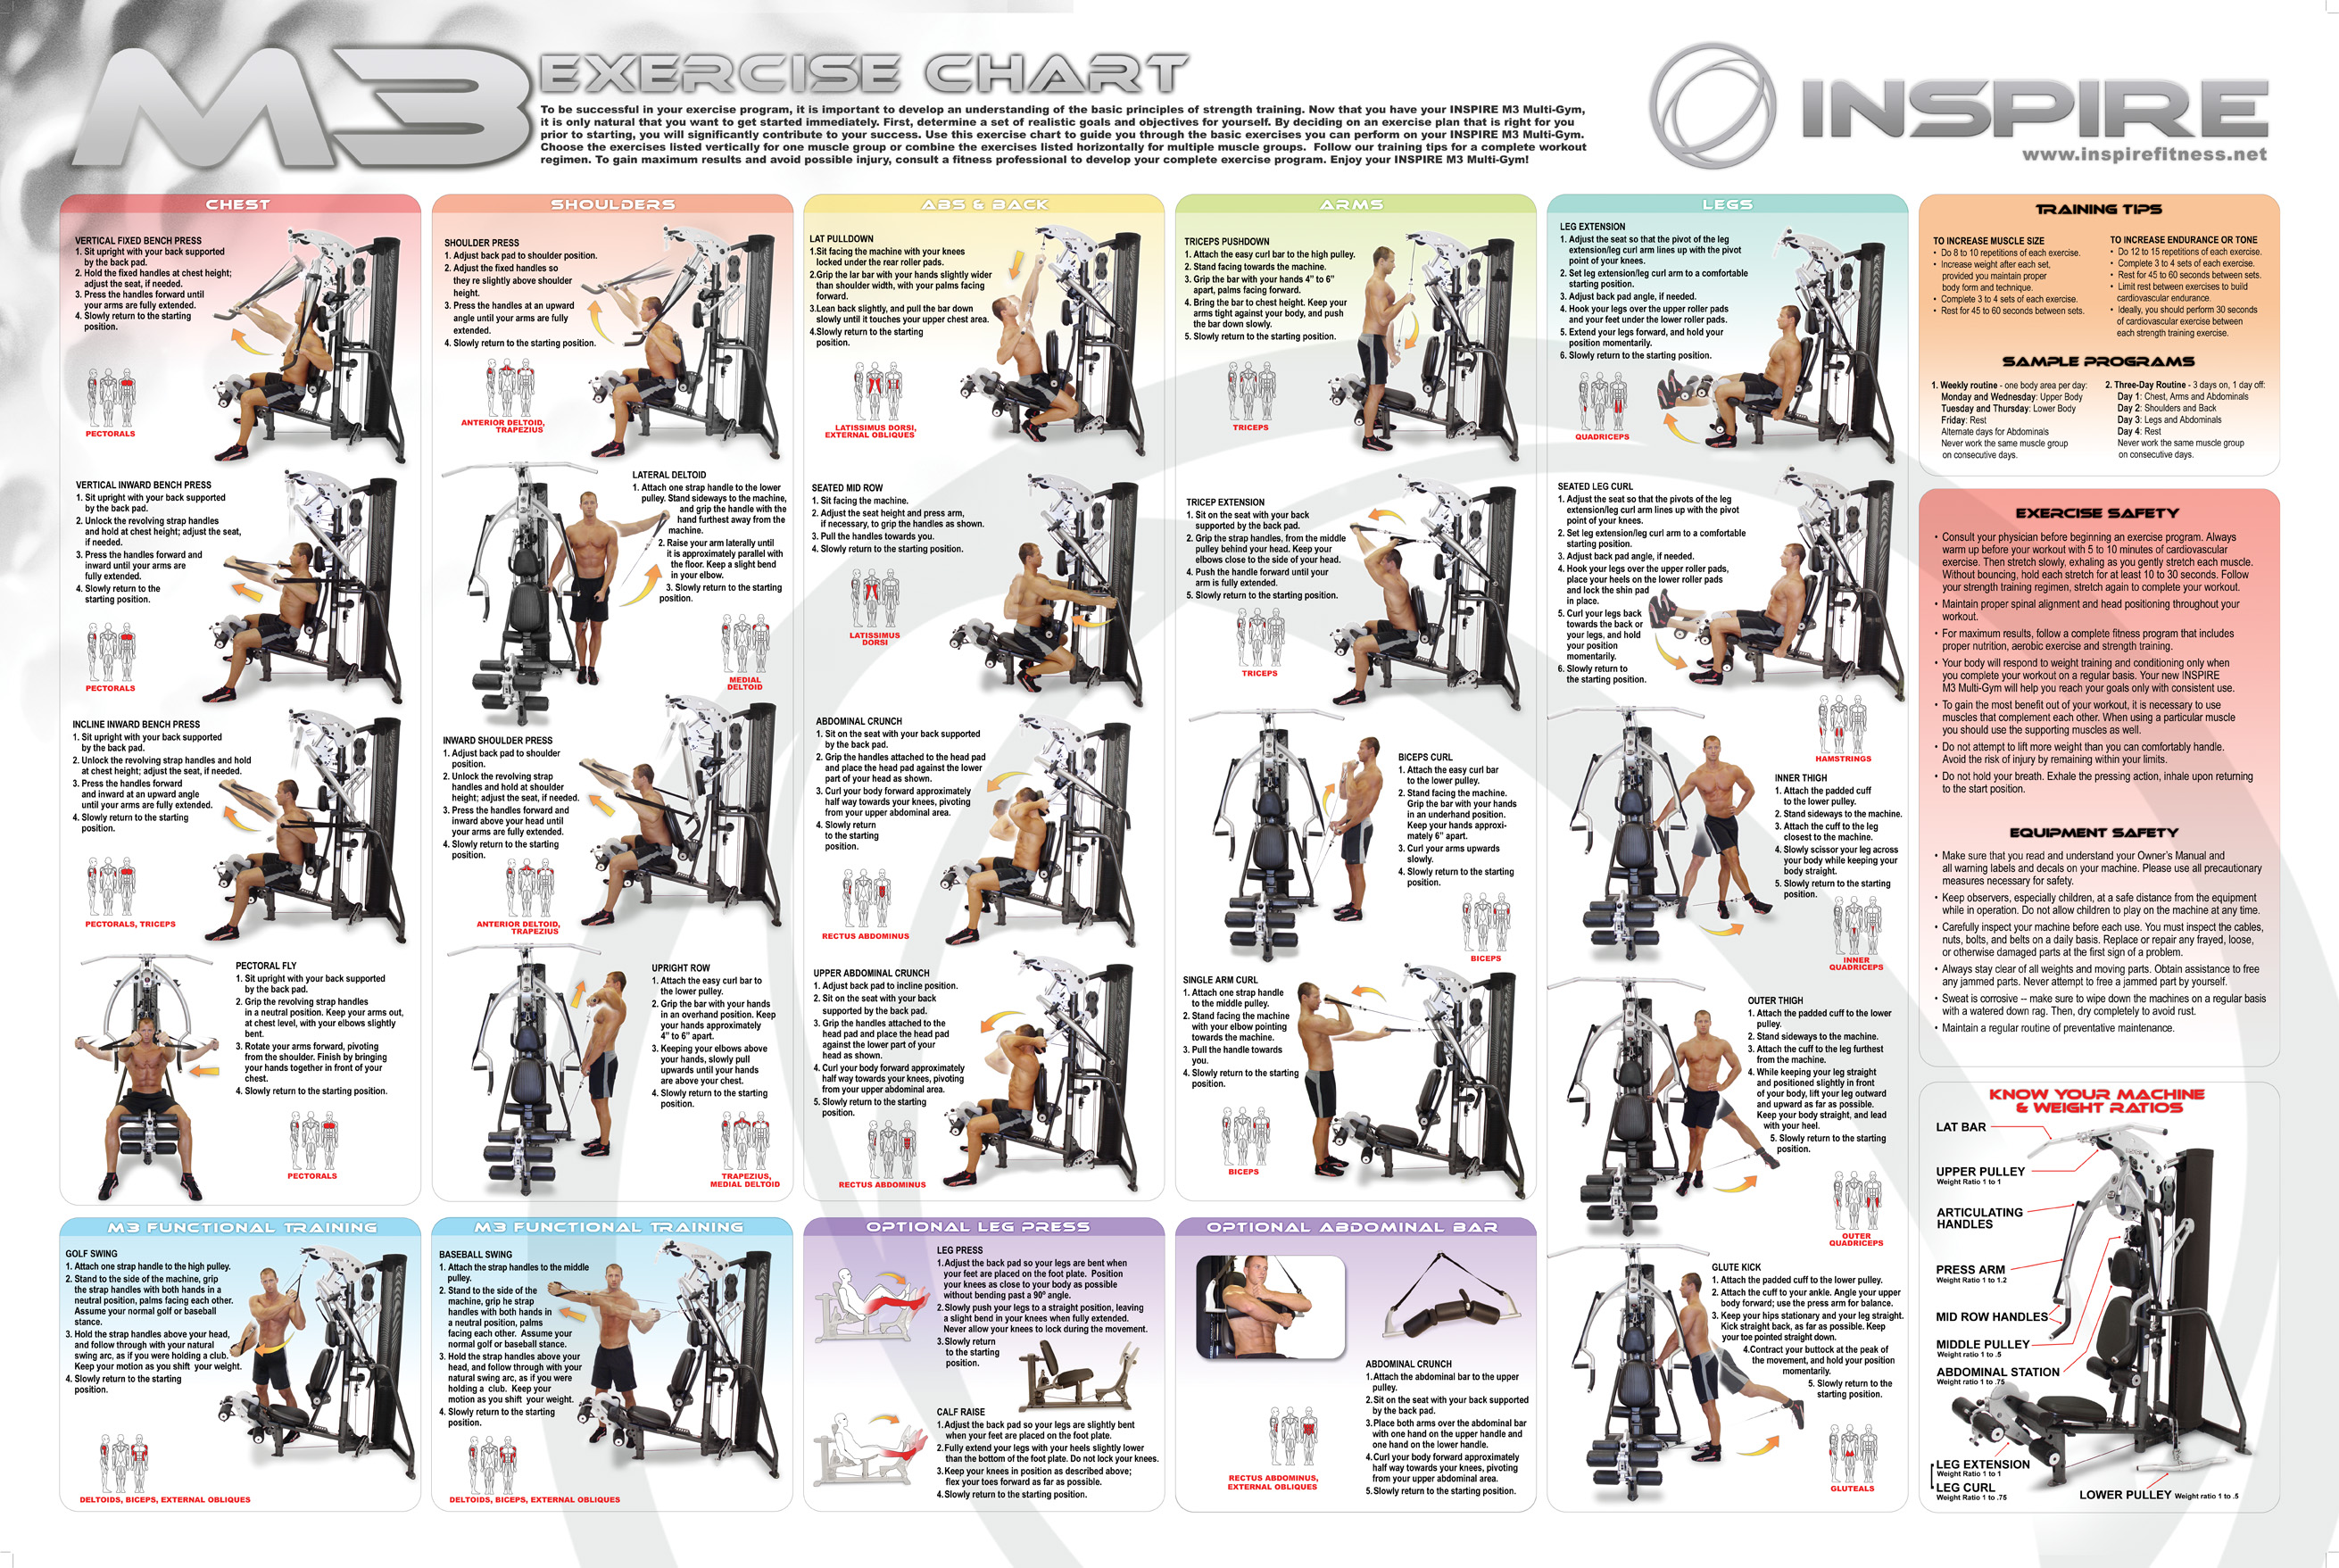 M3 EXERCISE CHART
To be successful in your exercise program, it is important to develop an understanding of the basic principles of strength training. Now that you have your INSPIRE M3 Multi-Gym,
it is only natural that you want to get started immediately. First, determine a set of realistic goals and objectives for yourself. By deciding on an exercise plan that is right for you
prior to starting, you will significantly contribute to your success. Use this exercise chart to guide you through the basic exercises you can perform on your INSPIRE M3 Multi-Gym.
Choose the exercises listed vertically for one muscle group or combine the exercises listed horizontally for multiple muscle groups. Follow our training tips for a complete workout
regimen. To gain maximum results and avoid possible injury, consult a fitness professional to develop your complete exercise program. Enjoy your INSPIRE M3 Multi-Gym!
INSPIRE
www.inspirefitness.net
CHEST
VERTICAL FIXED BENCH PRESS
1. Sit upright with your back supported
by the back pad.
2. Hold the fixed handles at chest height;
adjust the seat, if needed.
3. Press the handles forward until
your arms are fully extended.
4. Slowly return to the starting
position.
PECTORALS
VERTICAL INWARD BENCH PRESS
1. Sit upright with your back supported
by the back pad.
2. Unlock the revolving strap handles
and hold at chest height; adjust the seat,
if needed.
3. Press the handles forward and
inward until your arms are
fully extended.
4. Slowly return to the
starting position.
PECTORALS
INCLINE INWARD BENCH PRESS
1. Sit upright with your back supported
by the back pad.
2. Unlock the revolving strap handles and hold
at chest height; adjust the seat, if needed.
3. Press the handles forward
and inward at an upward angle
until your arms are fully extended.
4. Slowly return to the starting
position.
PECTORALS, TRICEPS
PECTORAL FLY
1. Sit upright with your back supported
by the back pad.
2. Grip the revolving strap handles
in a neutral position. Keep your arms out,
at chest level, with your elbows slightly
bent.
3. Rotate your arms forward, pivoting
from the shoulder. Finish by bringing
your hands together in front of your
chest.
4. Slowly return to the starting position.
PECTORALS
SHOULDERS
SHOULDER PRESS
1. Adjust back pad to shoulder position.
2. Adjust the fixed handles so
they're slightly above shoulder
height.
3. Press the handles at an upward
angle until your arms are fully
extended.
4. Slowly return to the starting position.
ANTERIOR DELTOID,
TRAPEZIUS
LATERAL DELTOID
1. Attach one strap handle to the lower
pulley. Stand sideways to the machine,
and grip the handle with the
hand furthest away from the
machine.
2. Raise your arm laterally until
it is approximately parallel with
the floor. Keep a slight bend
in your elbow.
3. Slowly return to the starting
position.
MEDIAL
DELTOID
INWARD SHOULDER PRESS
1. Adjust back pad to shoulder
position.
2. Unlock the revolving strap
handles and hold at shoulder
height; adjust the seat, if needed.
3. Press the handles forward and
inward above your head until
your arms are fully extended.
4. Slowly return to the starting
position.
ANTERIOR DELTOID,
TRAPEZIUS
UPRIGHT ROW
1. Attach the easy curl bar to
the lower pulley.
2. Grip the bar with your hands
in an overhand position. Keep
your hands approximately
4" to 6" apart.
3. Keeping your elbows above
your hands, slowly pull
upwards until your hands
are above your chest.
4. Slowly return to the starting
position.
TRAPEZIUS,
MEDIAL DELTOID
ABS & BACK
LAT PULLDOWN
1.Sit facing the machine with your knees
locked under the rear roller pads.
2.Grip the lar bar with your hands slightly wider
than shoulder width, with your palms facing
forward.
3.Lean back slightly, and pull the bar down
slowly until it touches your upper chest area.
4.Slowly return to the starting
position.
LATISSIMUS DORSI,
EXTERNAL OBLIQUES
SEATED MID ROW
1. Sit facing the machine.
2. Adjust the seat height and press arm,
if necessary, to grip the handles as shown.
3. Pull the handles towards you.
4. Slowly return to the starting position.
LATISSIMUS
DORSI
ABDOMINAL CRUNCH
1. Sit on the seat with your back supported
by the back pad.
2. Grip the handles attached to the head pad
and place the head pad against the lower
part of your head as shown.
3. Curl your body forward approximately
half way towards your knees, pivoting
from your upper abdominal area.
4. Slowly return
to the starting
position.
RECTUS ABDOMINUS
UPPER ABDOMINAL CRUNCH
1. Adjust back pad to incline position.
2. Sit on the seat with your back
supported by the back pad.
3. Grip the handles attached to the
head pad and place the head pad
against the lower part of your
head as shown.
4. Curl your body forward approximately
half way towards your knees, pivoting
from your upper abdominal area.
5. Slowly return to the starting
position.
RECTUS ABDOMINUS
ARMS
TRICEPS PUSHDOWN
1. Attach the easy curl bar to the high pulley.
2. Stand facing towards the machine.
3. Grip the bar with your hands 4" to 6"
apart, palms facing forward.
4. Bring the bar to chest height. Keep your
arms tight against your body, and push
the bar down slowly.
5. Slowly return to the starting position.
TRICEPS
TRICEP EXTENSION
1. Sit on the seat with your back
supported by the back pad.
2. Grip the strap handles, from the middle
pulley behind your head. Keep your
elbows close to the side of your head.
4. Push the handle forward until your
arm is fully extended.
5. Slowly return to the starting position.
TRICEPS
BICEPS CURL
1. Attach the easy curl bar
to the lower pulley.
2. Stand facing the machine.
Grip the bar with your hands
in an underhand position.
Keep your hands approxi-
mately 6" apart.
3. Curl your arms upwards
slowly.
4. Slowly return to the starting
position.
BICEPS
SINGLE ARM CURL
1. Attach one strap handle
to the middle pulley.
2. Stand facing the machine
with your elbow pointing
towards the machine.
3. Pull the handle towards
you.
4. Slowly return to the starting
position.
BICEPS
LEGS
LEG EXTENSION
1. Adjust the seat so that the pivot of the leg
extension/leg curl arm lines up with the pivot
point of your knees.
2. Set leg extension/leg curl arm to a comfortable
starting position.
3. Adjust back pad angle, if needed.
4. Hook your legs over the upper roller pads
and your feet under the lower roller pads.
5. Extend your legs forward, and hold your
position momentarily.
6. Slowly return to the starting position.
QUADRICEPS
SEATED LEG CURL
1. Adjust the seat so that the pivots of the leg
extension/leg curl arm lines up with the pivot
point of your knees.
2. Set leg extension/leg curl arm to a comfortable
starting position.
3. Adjust back pad angle, if needed.
4. Hook your legs over the upper roller pads,
place your heels on the lower roller pads
and lock the shin pad
in place.
5. Curl your legs back
towards the back or
your legs, and hold
your position
momentarily.
6. Slowly return to
the starting position.
HAMSTRINGS
INNER THIGH
1. Attach the padded cuff
to the lower pulley.
2. Stand sideways to the machine.
3. Attach the cuff to the leg
closest to the machine.
4. Slowly scissor your leg across
your body while keeping your
body straight.
5. Slowly return to the starting
position.
INNER
QUADRICEPS
OUTER THIGH
1. Attach the padded cuff to the lower
pulley.
2. Stand sideways to the machine.
3. Attach the cuff to the leg furthest
from the machine.
4. While keeping your leg straight
and positioned slightly in front
of your body, lift your leg outward
and upward as far as possible.
Keep your body straight, and lead
with your heel.
5. Slowly return to the starting
position.
OUTER
QUADRICEPS
GLUTE KICK
1. Attach the padded cuff to the lower pulley.
2. Attach the cuff to your ankle. Angle your upper
body forward; use the press arm for balance.
3. Keep your hips stationary and your leg straight.
Kick straight back, as far as possible. Keep
your toe pointed straight down.
4.Contract your buttock at the peak of
the movement, and hold your position
momentarily.
5. Slowly return to the
starting position.
GLUTEALS
TRAINING TIPS
TO INCREASE MUSCLE SIZE
• Do 8 to 10 repetitions of each exercise.
• Increase weight after each set,
provided you maintain proper
body form and technique.
• Complete 3 to 4 sets of each exercise.
• Rest for 45 to 60 seconds between sets.
TO INCREASE ENDURANCE OR TONE
• Do 12 to 15 repetitions of each exercise.
• Complete 3 to 4 sets of each exercise.
• Rest for 45 to 60 seconds between sets.
• Limit rest between exercises to build
cardiovascular endurance.
• Ideally, you should perform 30 seconds
of cardiovascular exercise between
each strength training exercise.
SAMPLE PROGRAMS
1. Weekly routine - one body area per day:
Monday and Wednesday: Upper Body
Tuesday and Thursday: Lower Body
Friday: Rest
Alternate days for Abdominals
Never work the same muscle group
on consecutive days.
2. Three-Day Routine - 3 days on, 1 day off:
Day 1: Chest, Arms and Abdominals
Day 2: Shoulders and Back
Day 3: Legs and Abdominals
Day 4: Rest
Never work the same muscle group
on consecutive days.
EXERCISE SAFETY
• Consult your physician before beginning an exercise program. Always
warm up before your workout with 5 to 10 minutes of cardiovascular
exercise. Then stretch slowly, exhaling as you gently stretch each muscle.
Without bouncing, hold each stretch for at least 10 to 30 seconds. Follow
your strength training regimen, stretch again to complete your workout.
• Maintain proper spinal alignment and head positioning throughout your
workout.
• For maximum results, follow a complete fitness program that includes
proper nutrition, aerobic exercise and strength training.
• Your body will respond to weight training and conditioning only when
you complete your workout on a regular basis. Your new INSPIRE
M3 Multi-Gym will help you reach your goals only with consistent use.
• To gain the most benefit out of your workout, it is necessary to use
muscles that complement each other. When using a particular muscle
you should use the supporting muscles as well.
• Do not attempt to lift more weight than you can comfortably handle.
Avoid the risk of injury by remaining within your limits.
• Do not hold your breath. Exhale the pressing action, inhale upon returning
to the start position.
EQUIPMENT SAFETY
• Make sure that you read and understand your Owner's Manual and
all warning labels and decals on your machine. Please use all precautionary
measures necessary for safety.
• Keep observers, especially children, at a safe distance from the equipment
while in operation. Do not allow children to play on the machine at any time.
• Carefully inspect your machine before each use. You must inspect the cables,
nuts, bolts, and belts on a daily basis. Replace or repair any frayed, loose,
or otherwise damaged parts at the first sign of a problem.
• Always stay clear of all weights and moving parts. Obtain assistance to free
any jammed parts. Never attempt to free a jammed part by yourself.
• Sweat is corrosive -- make sure to wipe down the machines on a regular basis
with a watered down rag. Then, dry completely to avoid rust.
• Maintain a regular routine of preventative maintenance.
KNOW YOUR MACHINE
& WEIGHT RATIOS
LAT BAR
UPPER PULLEY
Weight Ratio 1 to 1
ARTICULATING
HANDLES
PRESS ARM
Weight Ratio 1 to 1.2
MID ROW HANDLES
MIDDLE PULLEY
Weight ratio 1 to .5
ABDOMINAL STATION
Weight ratio 1 to .75
LEG EXTENSION
Weight Ratio 1 to 1
LEG CURL
Weight Ratio 1 to .75
LOWER PULLEY Weight ratio 1 to .5
M3 FUNCTIONAL TRAINING
GOLF SWING
1. Attach one strap handle to the high pulley.
2. Stand to the side of the machine, grip
the strap handles with both hands in a
neutral position, palms facing each other.
Assume your normal golf or baseball
stance.
3. Hold the strap handles above your head,
and follow through with your natural
swing arc, as if you were holding a club.
Keep your motion as you shift your weight.
4. Slowly return to the starting
position.
DELTOIDS, BICEPS, EXTERNAL OBLIQUES
M3 FUNCTIONAL TRAINING
BASEBALL SWING
1. Attach the strap handles to the middle
pulley.
2. Stand to the side of the
machine, grip he strap
handles with both hands in
a neutral position, palms
facing each other. Assume your
normal golf or baseball stance.
3. Hold the strap handles above your
head, and follow through with your
natural swing arc, as if you were
holding a club. Keep your
motion as you shift your weight.
4. Slowly return to the starting
position.
DELTOIDS, BICEPS, EXTERNAL OBLIQUES
OPTIONAL LEG PRESS
LEG PRESS
1.Adjust the back pad so your legs are bent when
your feet are placed on the foot plate. Position
your knees as close to your body as possible
without bending past a 90º angle.
2.Slowly push your legs to a straight position, leaving
a slight bend in your knees when fully extended.
Never allow your knees to lock during the movement.
3.Slowly reurn
to the starting
position.
CALF RAISE
1.Adjust the back pad so your legs are slightly bent
when your feet are placed on the foot plate.
2.Fully extend your legs with your heels slightly lower
than the bottom of the foot plate. Do not lock your knees.
3.Keep your knees in position as described above;
flex your toes forward as far as possible.
4.Slowly return to the starting position.
OPTIONAL ABDOMINAL BAR
ABDOMINAL CRUNCH
1.Attach the abdominal bar to the upper
pulley.
2.Sit on the seat with your back supported
by the back pad.
3.Place both arms over the abdominal bar
with one hand on the upper handle and
one hand on the lower handle.
4.Curl your body forward approximately
half way towards your knees, pivoting
from your upper abdominal area.
5.Slowly return to the starting position.
RECTUS ABDOMINUS,
EXTERNAL OBLIQUES